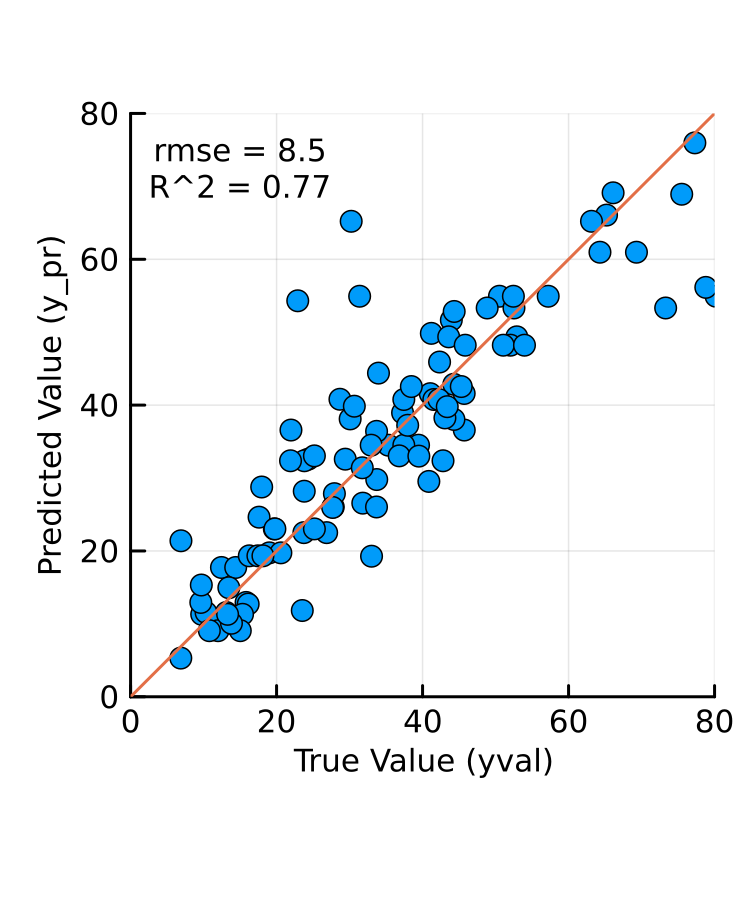 80
rmse = 8.5
R^2 = 0.77
60
40
20
0
Predicted Value (y_pr)
0 20 40 60 80
True Value (yval)